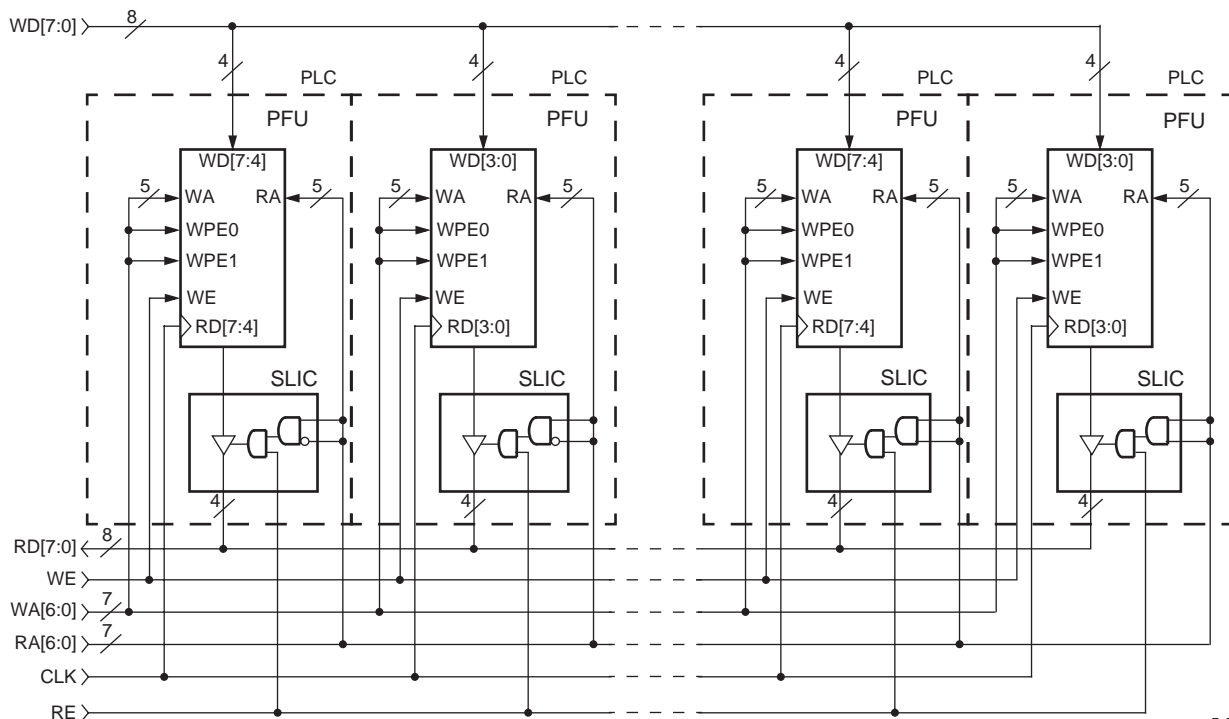 WD[7:0] 8
4 4 4 4
PLC PLC PLC PLC
PFU PFU PFU PFU
WD[7:4] WD[3:0] WD[7:4] WD[3:0]
5 WA RA 5 5 WA RA 5 5 WA RA 5 5 WA RA 5
WPE0 WPE0 WPE0 WPE0
WPE1 WPE1 WPE1 WPE1
WE WE WE WE
RD[7:4] RD[3:0] RD[7:4] RD[3:0]
SLIC SLIC SLIC SLIC
4 4 4 4
RD[7:0] 8
WE
WA[6:0] 7
RA[6:0] 7
CLK
RE